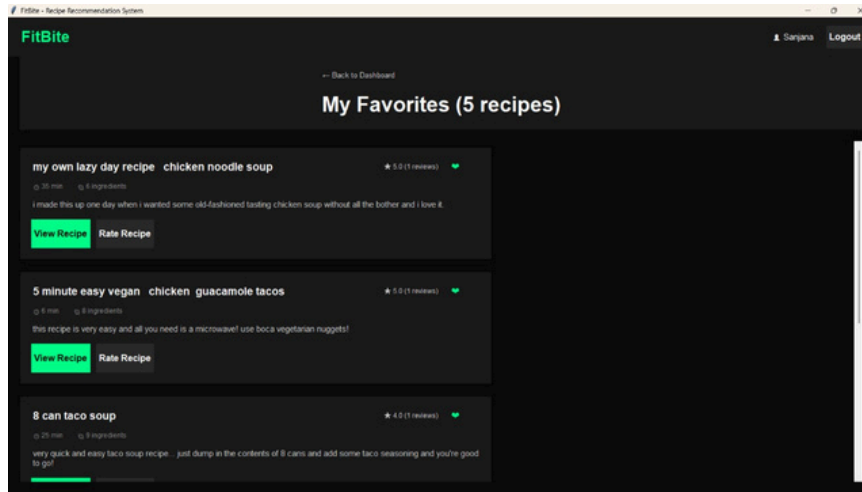 FitBite - Recipe Recommendation System
FitBite
Sanjana Logout
← Back to Dashboard
My Favorites (5 recipes)
my own lazy day recipe chicken noodle soup ★ 5.0 (1 reviews)
35 min 6 ingredients
i made this up one day when i wanted some old-fashioned tasting chicken soup without all the bother and i love it.
View Recipe Rate Recipe
5 minute easy vegan chicken guacamole tacos ★ 5.0 (1 reviews)
6 min 8 ingredients
this recipe is very easy and all you need is a microwave! use boca vegetarian nuggets!
View Recipe Rate Recipe
8 can taco soup ★ 4.0 (1 reviews)
25 min 9 ingredients
very quick and easy taco soup recipe... just dump in the contents of 8 cans and add some taco seasoning and you're good
to go!